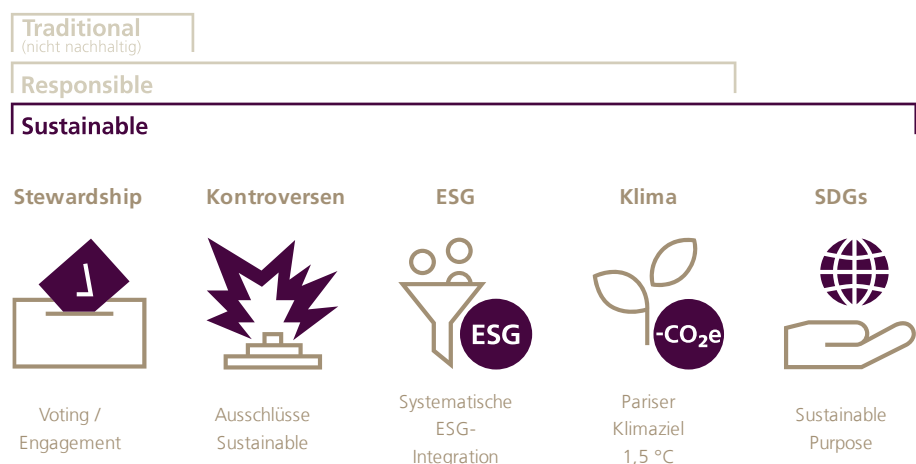 Traditional
(nicht nachhaltig)
Responsible
Sustainable
Stewardship
Kontroversen
ESG
Klima
SDGs
ESG
-CO₂e
Voting /
Engagement
Ausschlüsse
Sustainable
Systematische
ESG-
Integration
Pariser
Klimaziel
1,5 °C
Sustainable
Purpose